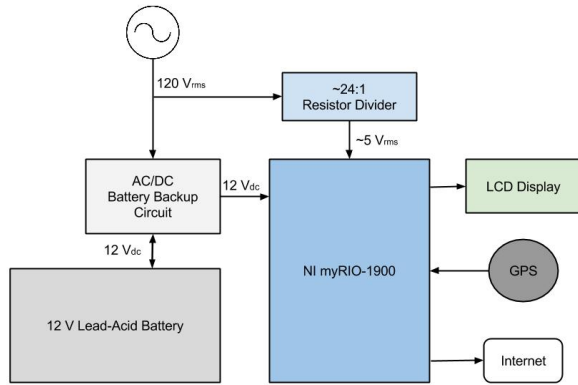 120 Vrms
~24:1
Resistor Divider
~5 Vrms
AC/DC
Battery Backup
Circuit
12 Vdc
LCD Display
12 Vdc
NI myRIO-1900
GPS
12 V Lead-Acid Battery
Internet